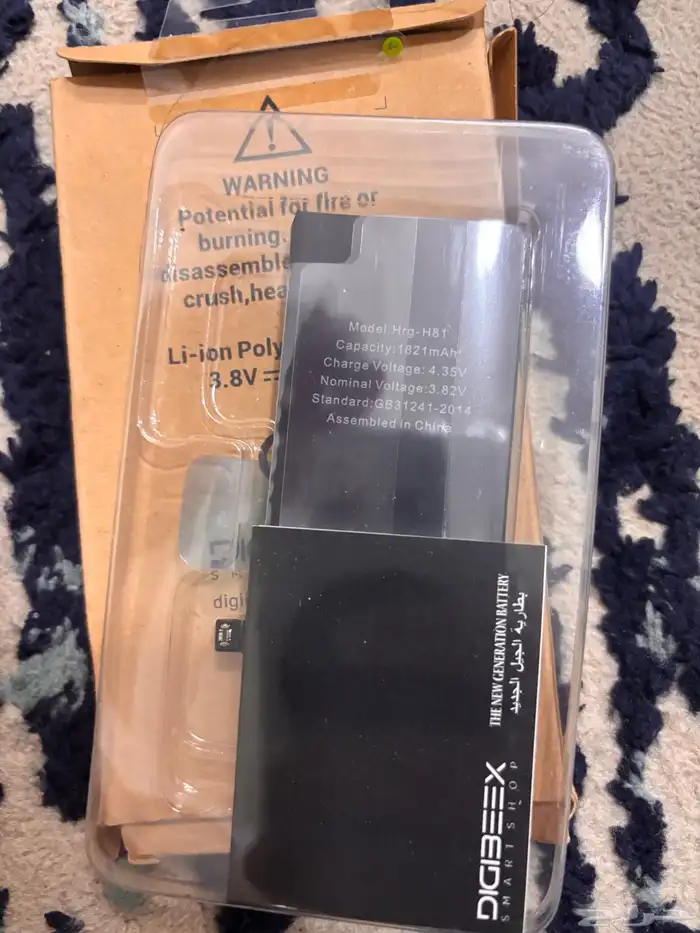 WARNING
Potential for fire or
burning.
disassemble
crush,hea
Li-ion Poly
3.8V
Model:Hrg-H81
Capacity:1821mAh
Charge Voltage: 4.35V
Nominal Voltage:3.82V
Standard:GB31241-2014
Assembled in China
digi
THE NEW GENERATION BATTERY
بطارية الجيل الجديد
DIGIBEEX
SMART SHOP
حراج